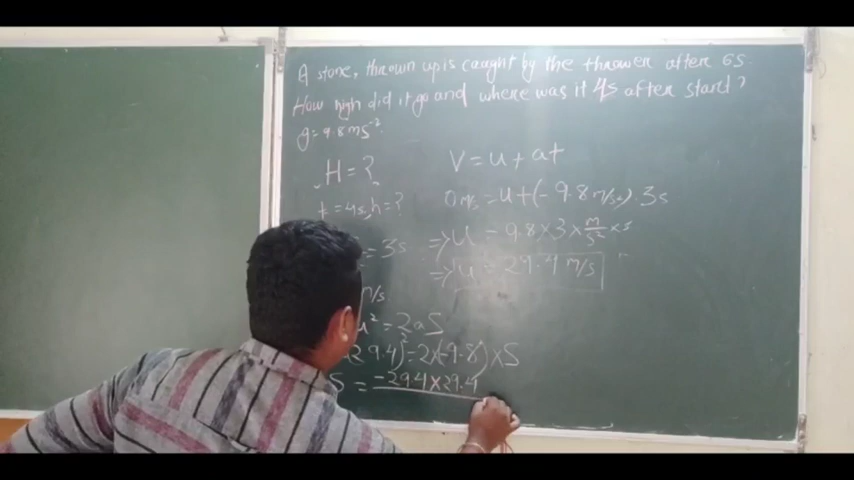 A stone, thrown up is caught by the thrower after 6s.
How high did it go and where was it 4s after start?
g = 9.8 ms⁻².
H = ?
t = 4s, h = ?
= 3s
m/s.
u² = 2aS
(29.4)² = 2×(-9.8)×S
S = -29.4×29.4
V = u + at
0 m/s = u + (-9.8 m/s²). 3s
⇒ u = 9.8×3× m/s² × s
⇒ u = 29.4 m/s